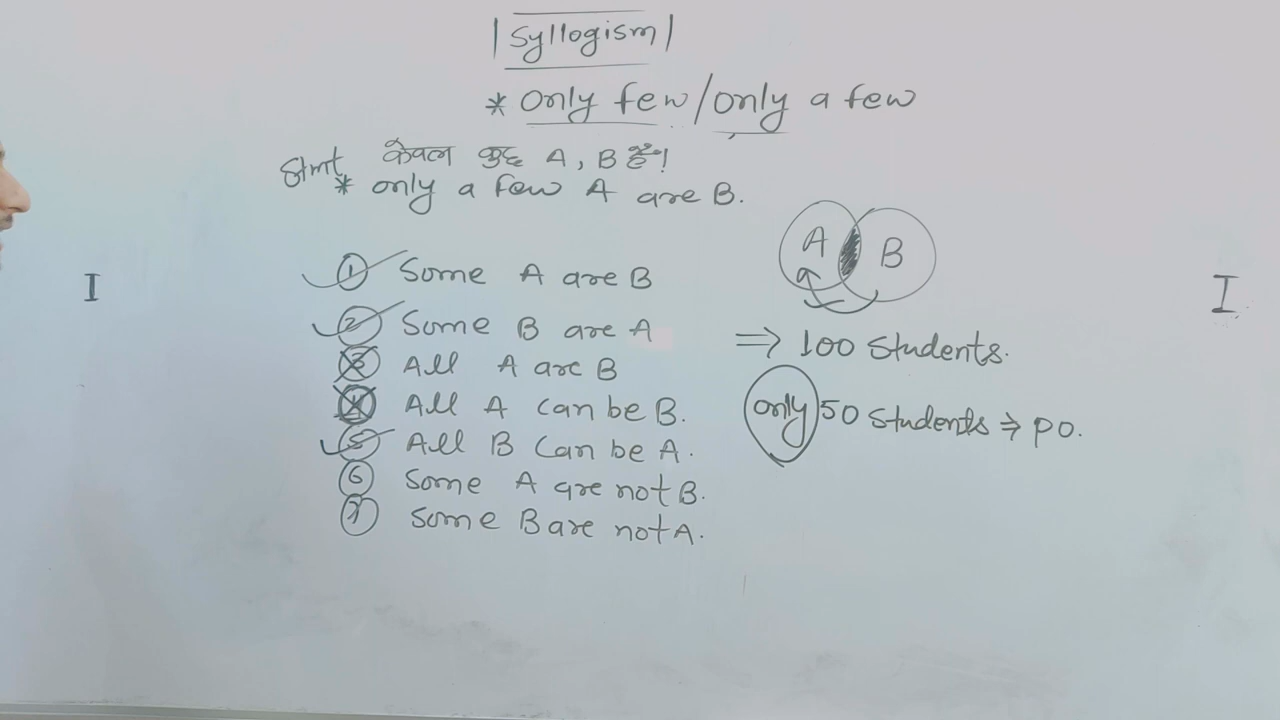 Syllogism
* only few/only a few
Stmt केवल कुछ A, B है।
* only a few A are B.
A B
① Some A are B
② Some B are A
③ All A are B
④ All A can be B.
⑤ All B can be A.
⑥ Some A are not B.
⑦ Some B are not A.
⇒ 100 students.
only 50 students ⇒ PO.
I
I